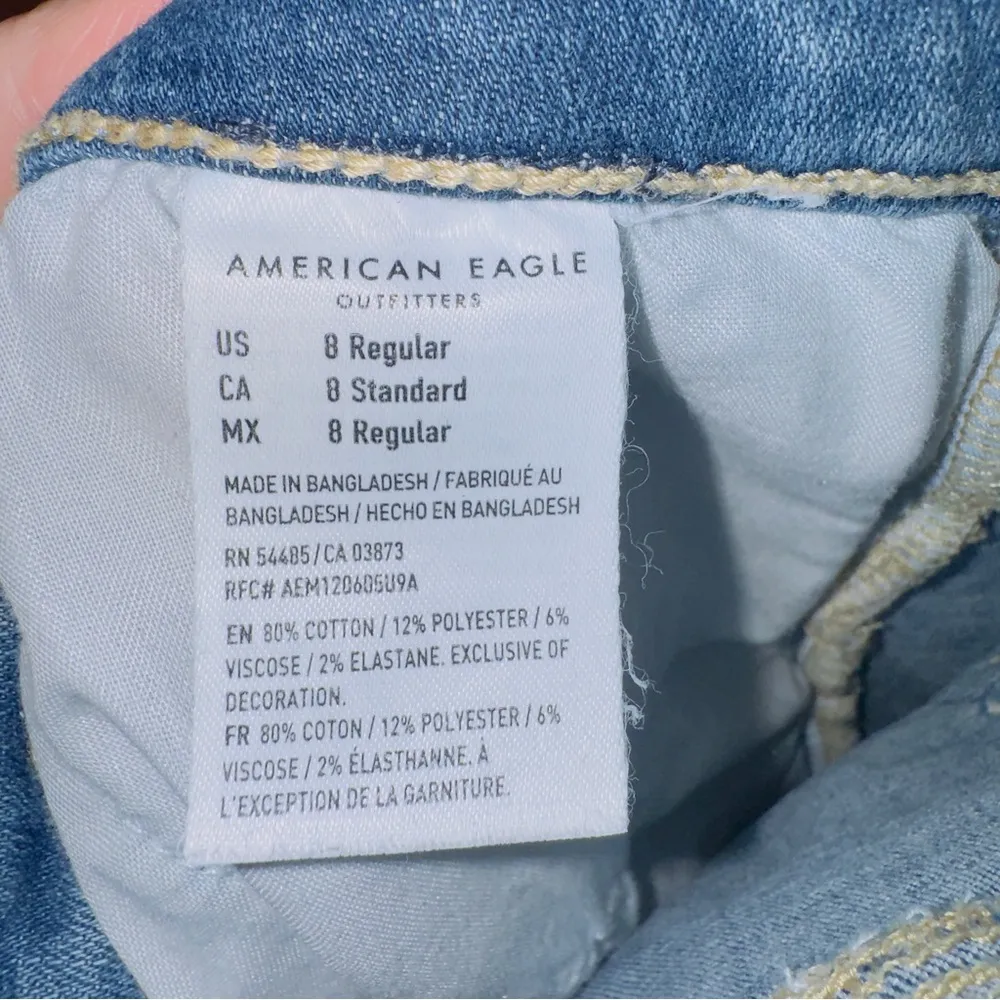 AMERICAN EAGLE
OUTFITTERS
US 8 Regular
CA 8 Standard
MX 8 Regular
MADE IN BANGLADESH / FABRIQUÉ AU
BANGLADESH / HECHO EN BANGLADESH
RN 54485/CA 03873
RFC# AEM120605U9A
EN 80% COTTON / 12% POLYESTER / 6%
VISCOSE / 2% ELASTANE. EXCLUSIVE OF
DECORATION.
FR 80% COTON / 12% POLYESTER / 6%
VISCOSE / 2% ÉLASTHANNE. À
L'EXCEPTION DE LA GARNITURE.